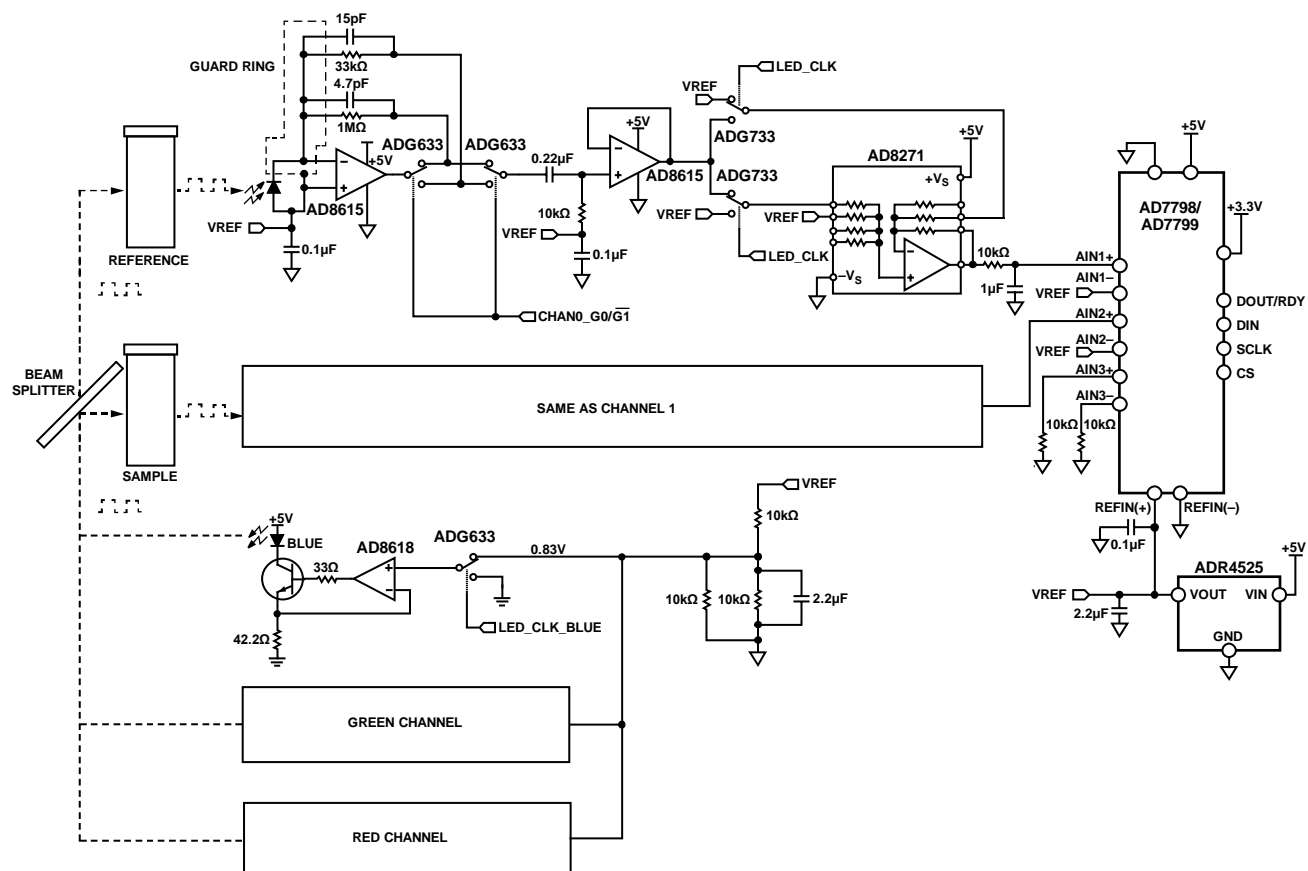 15pF
33kΩ
GUARD RING
4.7pF
1MΩ
+5V
ADG633
ADG633
AD8615
VREF
0.1µF
REFERENCE
CHAN0_G0/G1
0.22µF
10kΩ
VREF
0.1µF
+5V
AD8615
LED_CLK
VREF
ADG733
ADG733
VREF
LED_CLK
AD8271
+5V
+VS
VREF
–VS
10kΩ
1µF
+5V
AD7798/
AD7799
+3.3V
AIN1+
AIN1–
VREF
AIN2+
AIN2–
VREF
AIN3+
AIN3–
10kΩ
10kΩ
DOUT/RDY
DIN
SCLK
CS
REFIN(+)
REFIN(–)
0.1µF
BEAM
SPLITTER
SAMPLE
SAME AS CHANNEL 1
+5V
BLUE
33Ω
AD8618
ADG633
0.83V
42.2Ω
LED_CLK_BLUE
VREF
10kΩ
10kΩ
10kΩ
2.2µF
ADR4525
+5V
VREF
VOUT
VIN
2.2µF
GND
GREEN CHANNEL
RED CHANNEL